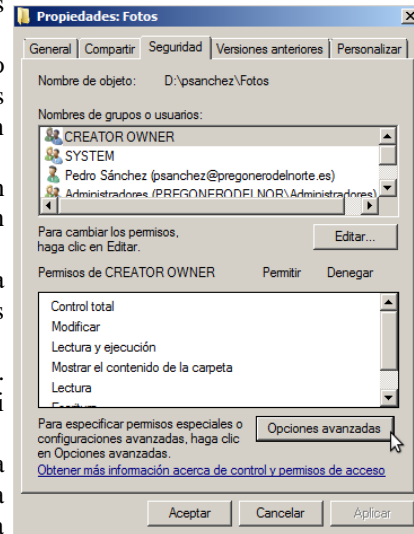 Propiedades: Fotos
General Compartir Seguridad Versiones anteriores Personalizar
Nombre de objeto: D:\psanchez\Fotos
Nombres de grupos o usuarios:
CREATOR OWNER
SYSTEM
Pedro Sánchez (psanchez@pregonerodelnorte.es)
Administradores (PREGONERODELNOR\Administradores)
Para cambiar los permisos,
haga clic en Editar.
Editar...
Permisos de CREATOR OWNER Permitir Denegar
Control total
Modificar
Lectura y ejecución
Mostrar el contenido de la carpeta
Lectura
Escritura
Para especificar permisos especiales o
configuraciones avanzadas, haga clic
en Opciones avanzadas.
Opciones avanzadas
Obtener más información acerca de control y permisos de acceso
Aceptar Cancelar Aplicar